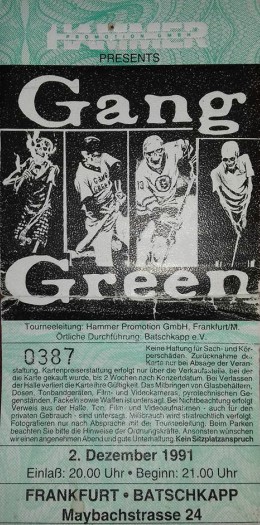 HAMMER
PROMOTION GMBH
PRESENTS
Gang
Green
Tourneeleitung: Hammer Promotion GmbH, Frankfurt/M.
Örtliche Durchführung: Batschkapp e.V.
0387
Keine Haftung für Sach- und Körperschäden. Zurücknahme der
Karte nur bei Absage der Veranstaltung. Kartenpreiserstattung erfolgt nur über die Verkaufsstelle, bei der
die Karte gekauft wurde, bis 2 Wochen nach Konzertdatum. Bei Verlassen
der Halle verliert die Karte ihre Gültigkeit. Das Mitbringen von Glasbehältern,
Dosen, Tonbandgeräten, Film- und Videokameras, pyrotechnischen Gegenständen, Fackeln sowie Waffen ist untersagt. Bei Nichtbeachtung erfolgt
Verweis aus der Halle. Ton, Film- und Videoaufnahmen - auch für den
privaten Gebrauch - sind untersagt. Mißbrauch wird strafrechtlich verfolgt.
Fotografieren nur nach Absprache mit der Tourneeleitung. Beim Parken
beachten Sie bitte die Hinweise der Ordnungskräfte. Ansonsten wünschen
wir einen angenehmen Abend und gute Unterhaltung. Kein Sitzplatzanspruch
2. Dezember 1991
Einlaß: 20.00 Uhr • Beginn: 21.00 Uhr
FRANKFURT • BATSCHKAPP
Maybachstrasse 24